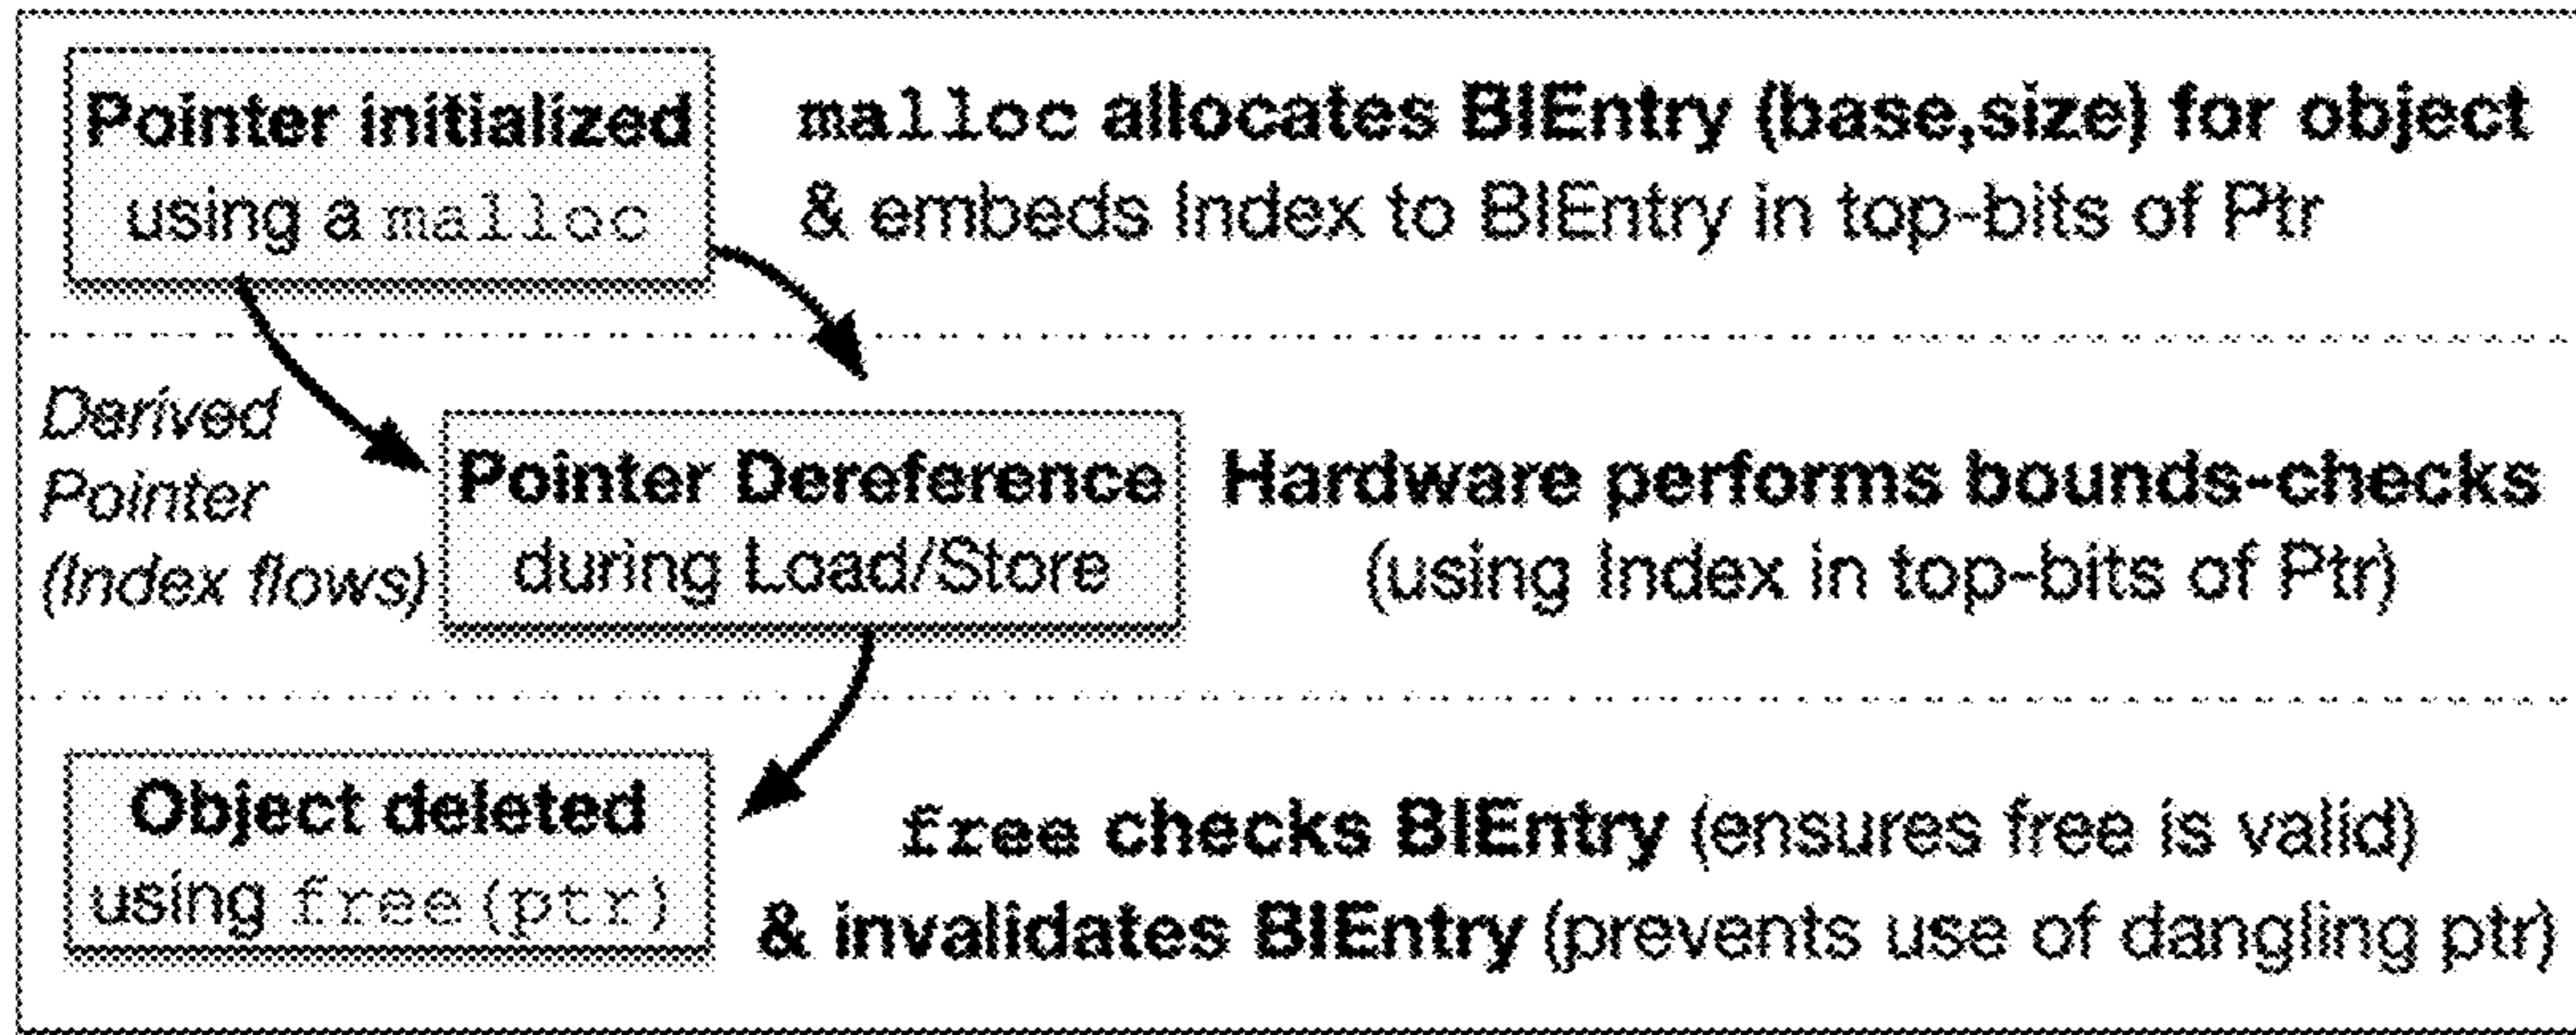 Pointer initialized
using a malloc
malloc allocates BIEntry (base,size) for object
& embeds Index to BIEntry in top-bits of Ptr
Derived
Pointer
(Index flows)
Pointer Dereference
during Load/Store
Hardware performs bounds-checks
(using Index in top-bits of Ptr)
Object deleted
using free(ptr)
free checks BIEntry (ensures free is valid)
& invalidates BIEntry (prevents use of dangling ptr)